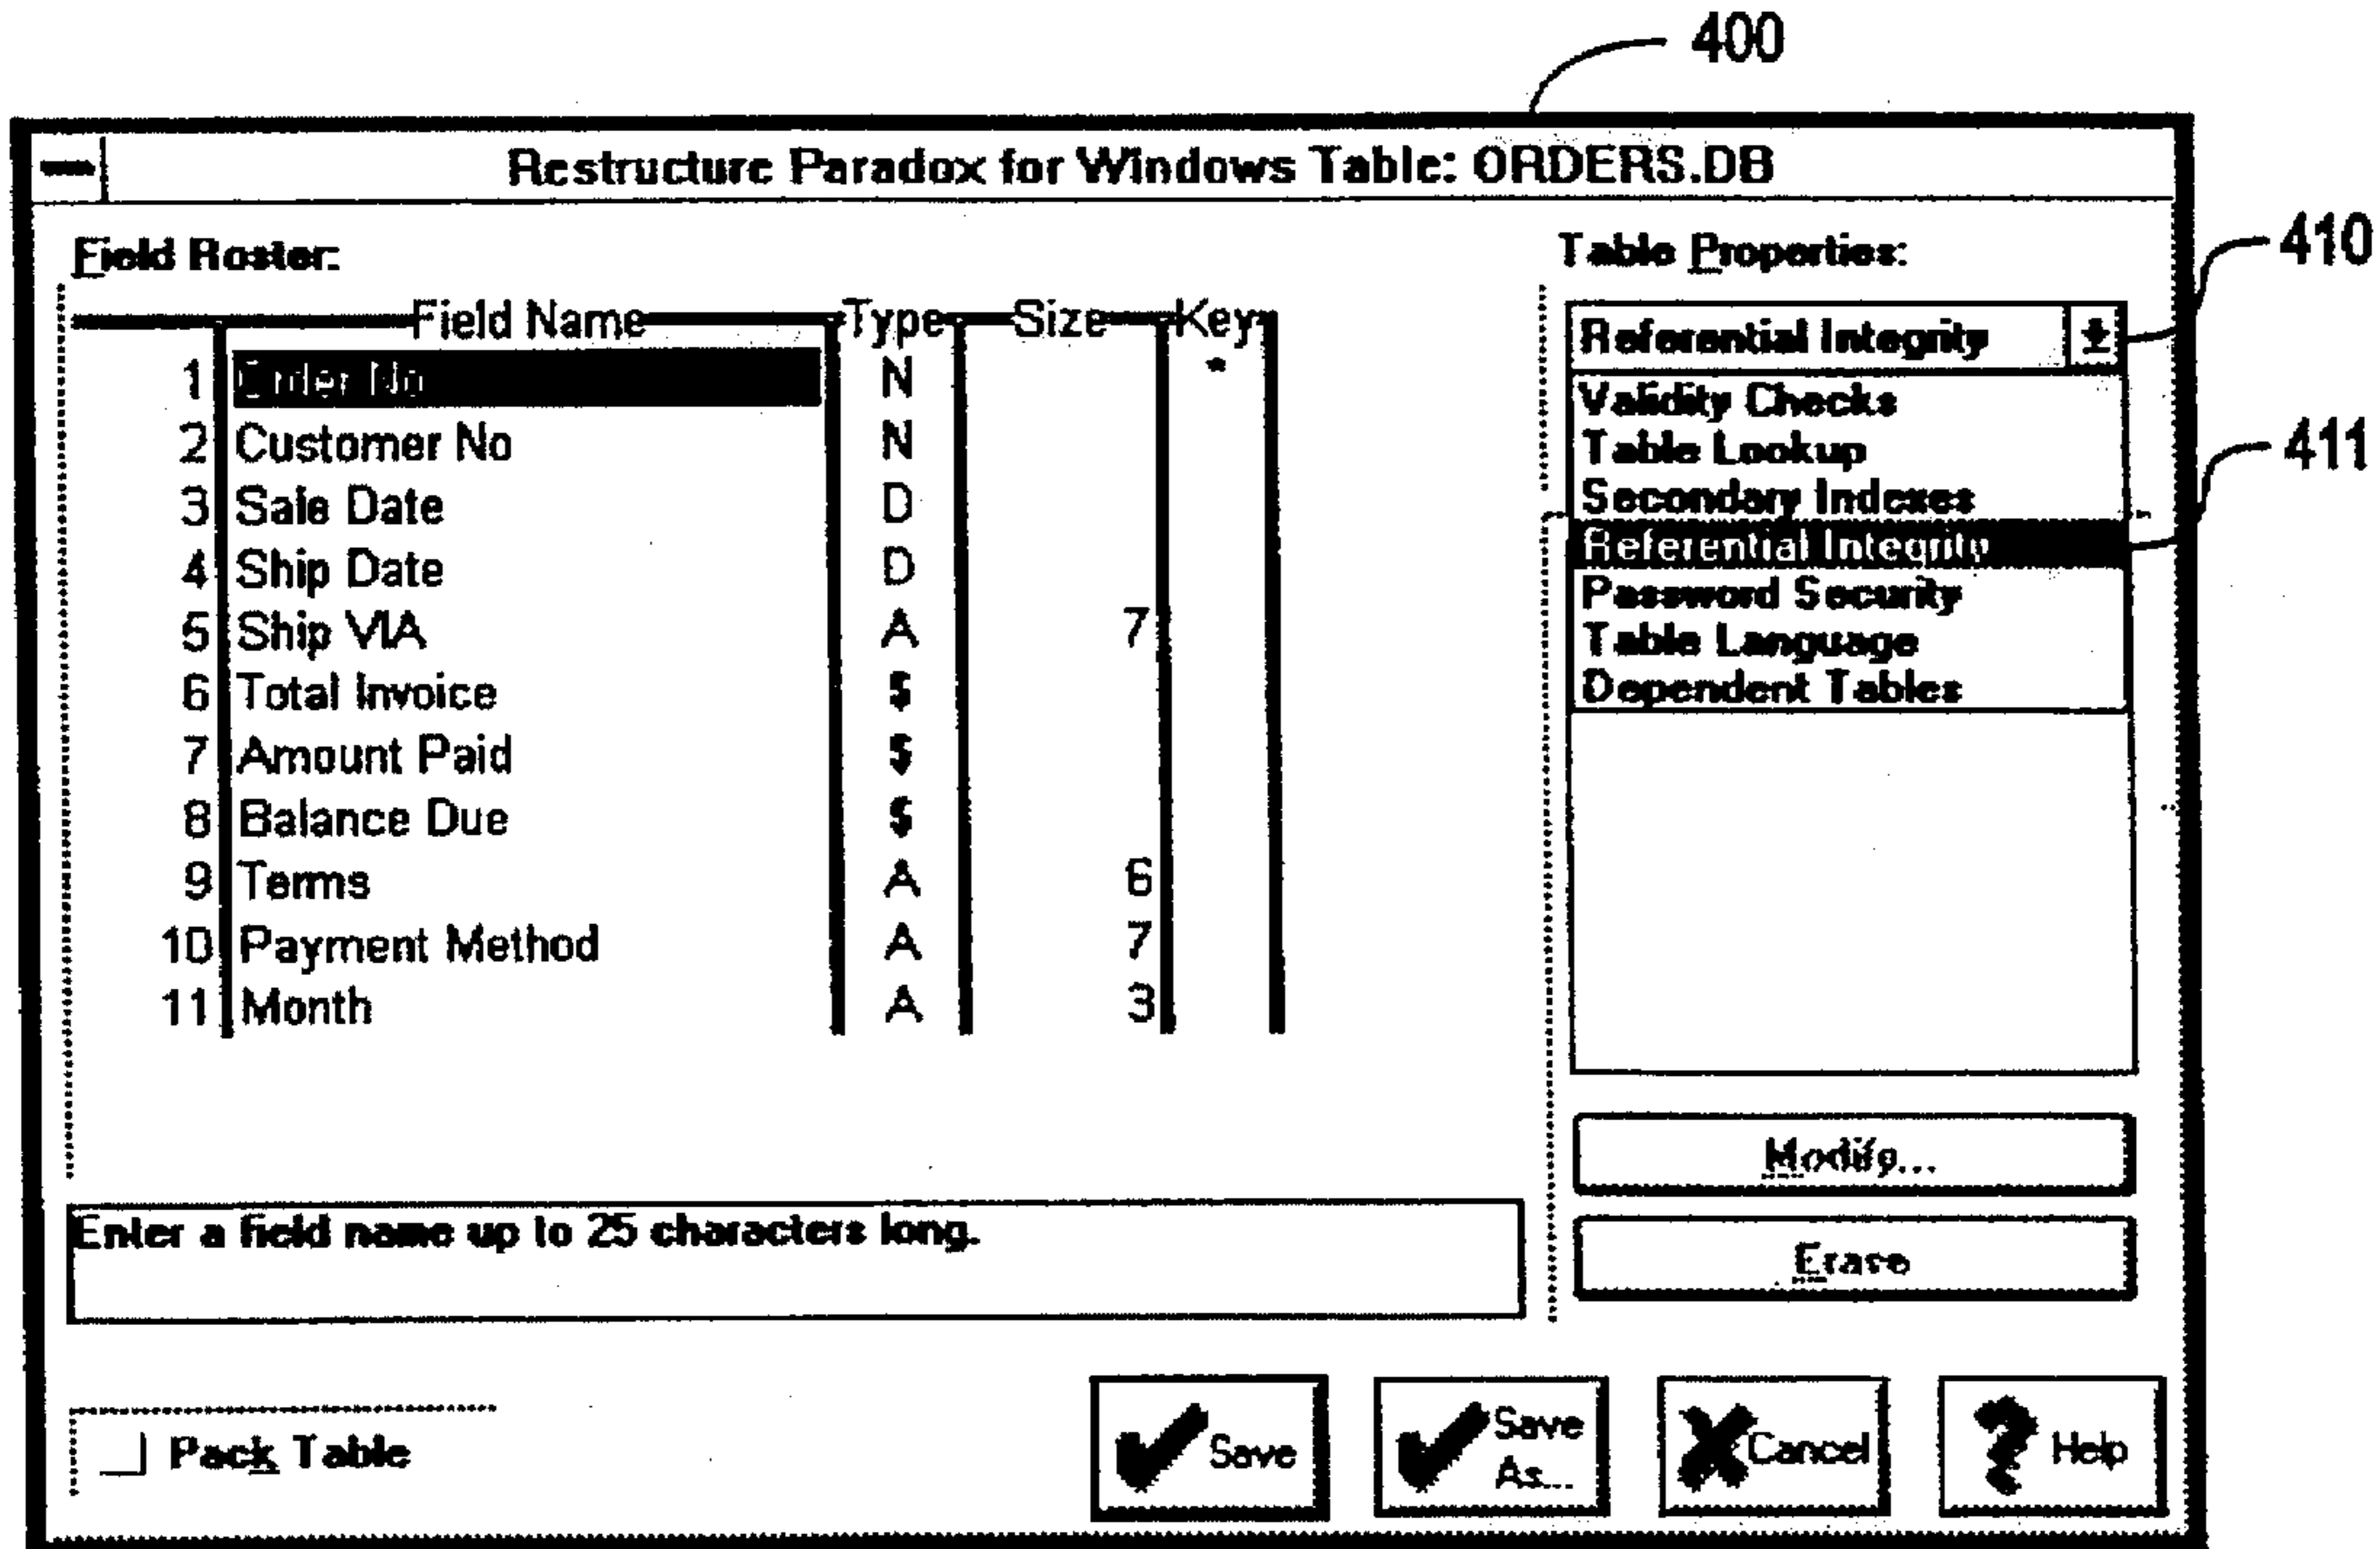 400
Restructure Paradox for Windows Table: ORDERS.DB
Field Roster:
Field Name Type Size Key
1 Order No N *
2 Customer No N
3 Sale Date D
4 Ship Date D
5 Ship VIA A 7
6 Total Invoice $
7 Amount Paid $
8 Balance Due $
9 Terms A 6
10 Payment Method A 7
11 Month A 3
Enter a field name up to 25 characters long.
Pack Table
Table Properties:
410
Referential Integrity
Validity Checks
Table Lookup
411
Secondary Indexes
Referential Integrity
Password Security
Table Language
Dependent Tables
Modify...
Erase
Save
Save As...
Cancel
Help